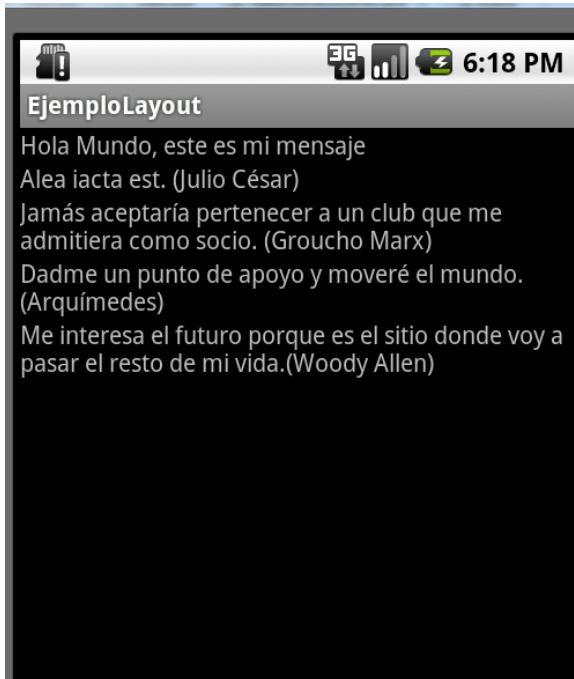 3G
6:18 PM
EjemploLayout
Hola Mundo, este es mi mensaje
Alea iacta est. (Julio César)
Jamás aceptaría pertenecer a un club que me
admitiera como socio. (Groucho Marx)
Dadme un punto de apoyo y moveré el mundo.
(Arquímedes)
Me interesa el futuro porque es el sitio donde voy a
pasar el resto de mi vida.(Woody Allen)